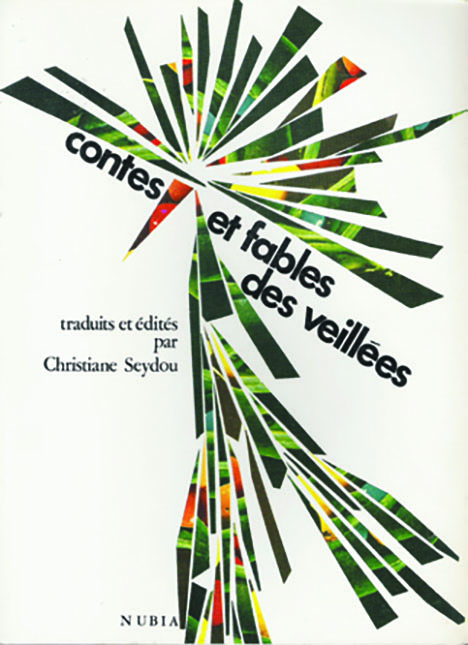 contes
et fables
des veillées
traduits et édités
par
Christiane Seydou
NUBIA